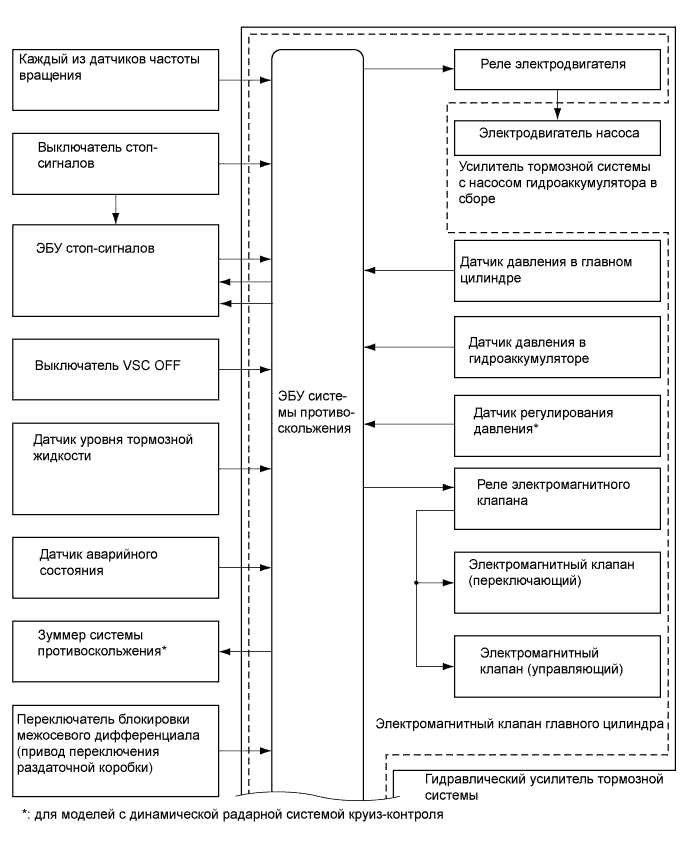 Каждый из датчиков частоты
вращения
Выключатель стоп-
сигналов
ЭБУ стоп-сигналов
Выключатель VSC OFF
Датчик уровня тормозной
жидкости
Датчик аварийного
состояния
Зуммер системы
противоскольжения*
Переключатель блокировки
межосевого дифференциала
(привод переключения
раздаточной коробки)
ЭБУ систе-
мы противо-
скольжения
Реле электродвигателя
Электродвигатель насоса
Усилитель тормозной системы
с насосом гидроаккумулятора в
сборе
Датчик давления в главном
цилиндре
Датчик давления в
гидроаккумуляторе
Датчик регулирования
давления*
Реле электромагнитного
клапана
Электромагнитный клапан
(переключающий)
Электромагнитный
клапан (управляющий)
Электромагнитный клапан главного цилиндра
Гидравлический усилитель тормозной
системы
*: для моделей с динамической радарной системой круиз-контроля